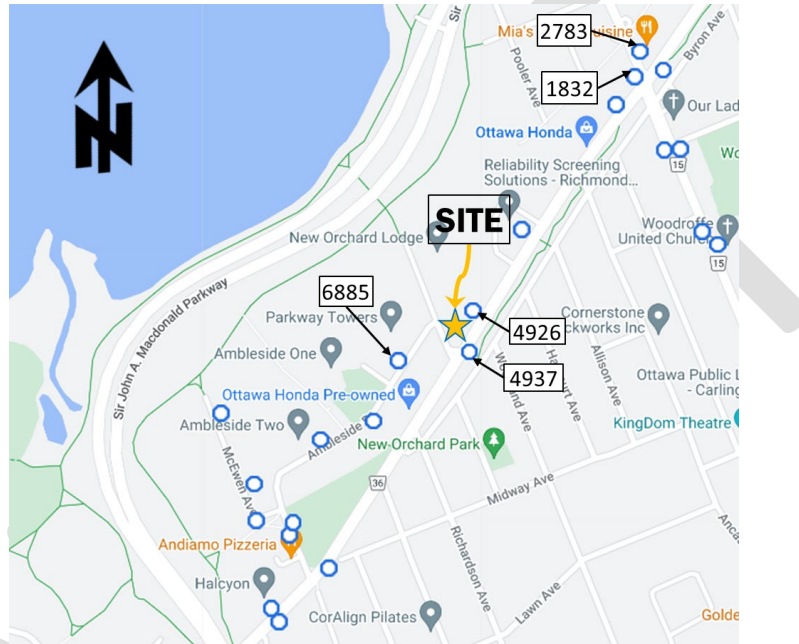 Sir
Mia's
uisine
2783
Byron Ave
Pooler Ave
1832
Our Lad
Ottawa Honda
15
Wo
Reliability Screening
Solutions - Richmond...
SITE
New Orchard Lodge
Woodroffe
United Church
15
Sir John A. Macdonald Parkway
6885
Parkway Towers
4926
Cornerstone
ckworks Inc
Ambleside One
4937
Allison Ave
Ottawa Public L
- Carling
Ottawa Honda Pre-owned
KingDom Theatre
Ambleside Two
New Orchard Park
McEwen Ave
36
Midway Ave
Andiamo Pizzeria
Richardson Ave
Halcyon
Lawn Ave
CorAlign Pilates
Golde